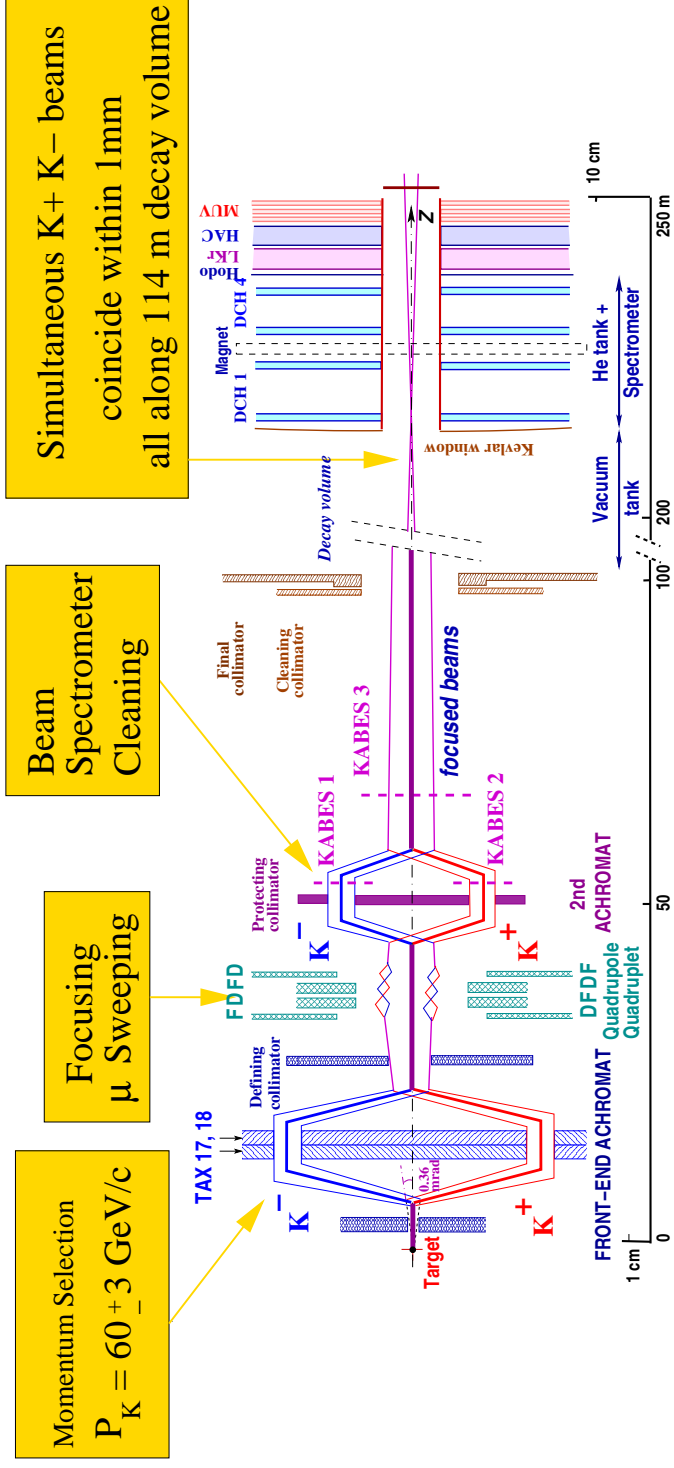 Momentum Selection
P_K = 60 ± 3 GeV/c
Focusing
μ Sweeping
Beam
Spectrometer
Cleaning
Simultaneous K+ K− beams
coincide within 1mm
all along 114 m decay volume
TAX 17, 18
K −
Defining
collimator
FDFD
K −
Protecting
collimator
KABES 1
KABES 3
Final
collimator
Cleaning
collimator
Decay volume
DCH 1
Magnet
DCH 4
Hodo
LKr
HAC
MUV
Target
0.36
mrad
z
focused beams
Kevlar window
K +
K +
KABES 2
FRONT−END ACHROMAT
DFDF
Quadrupole
Quadruplet
2nd
ACHROMAT
Vacuum
tank
He tank +
Spectrometer
1 cm
10 cm
0
50
100
200
250 m